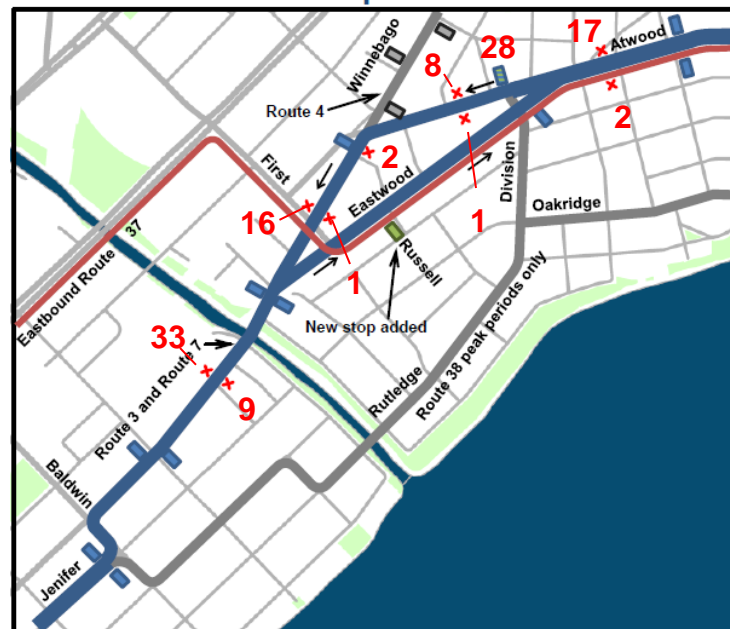 Winnebago
17
28
8
Atwood
Route 4
2
2
First
Eastwood
Division
Oakridge
16
1
1
Eastbound Route 37
Russell
New stop added
33
9
Route 3 and Route 7
Route 38 peak periods only
Rutledge
Baldwin
Jenifer